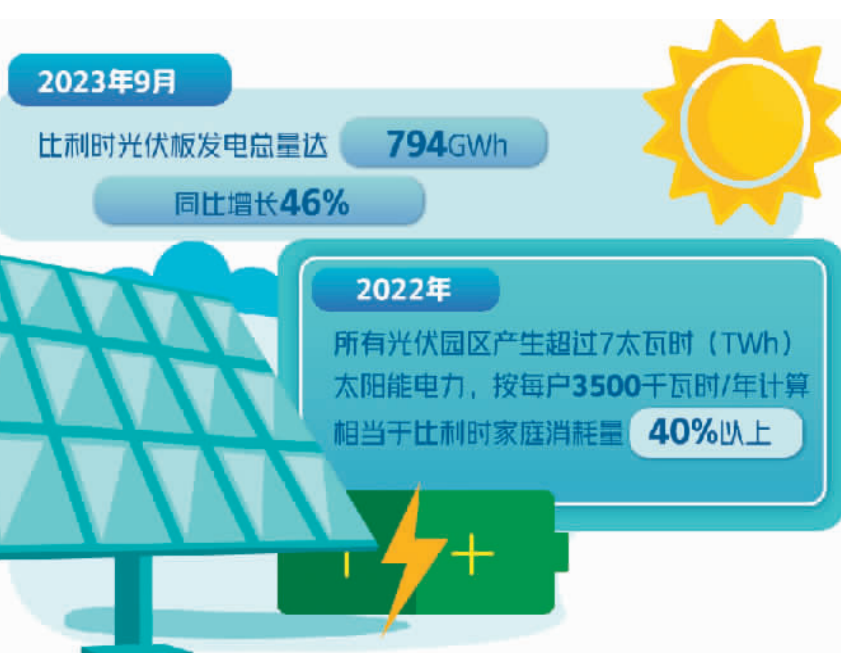 2023年9月
比利时光伏板发电总量达 794GWh
同比增长46%
2022年
所有光伏园区产生超过7太瓦时（TWh）
太阳能电力，按每户3500千瓦时/年计算
相当于比利时家庭消耗量 40%以上